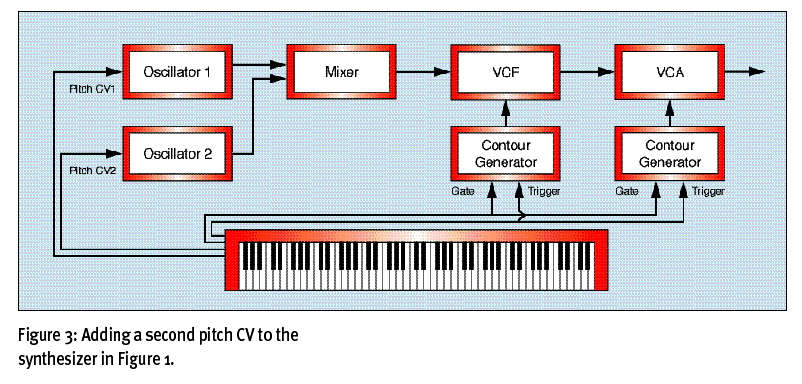 Oscillator 1
Mixer
VCF
VCA
Pitch CV1
Oscillator 2
Contour
Generator
Contour
Generator
Pitch CV2
Gate
Trigger
Gate
Trigger
Figure 3: Adding a second pitch CV to the
synthesizer in Figure 1.